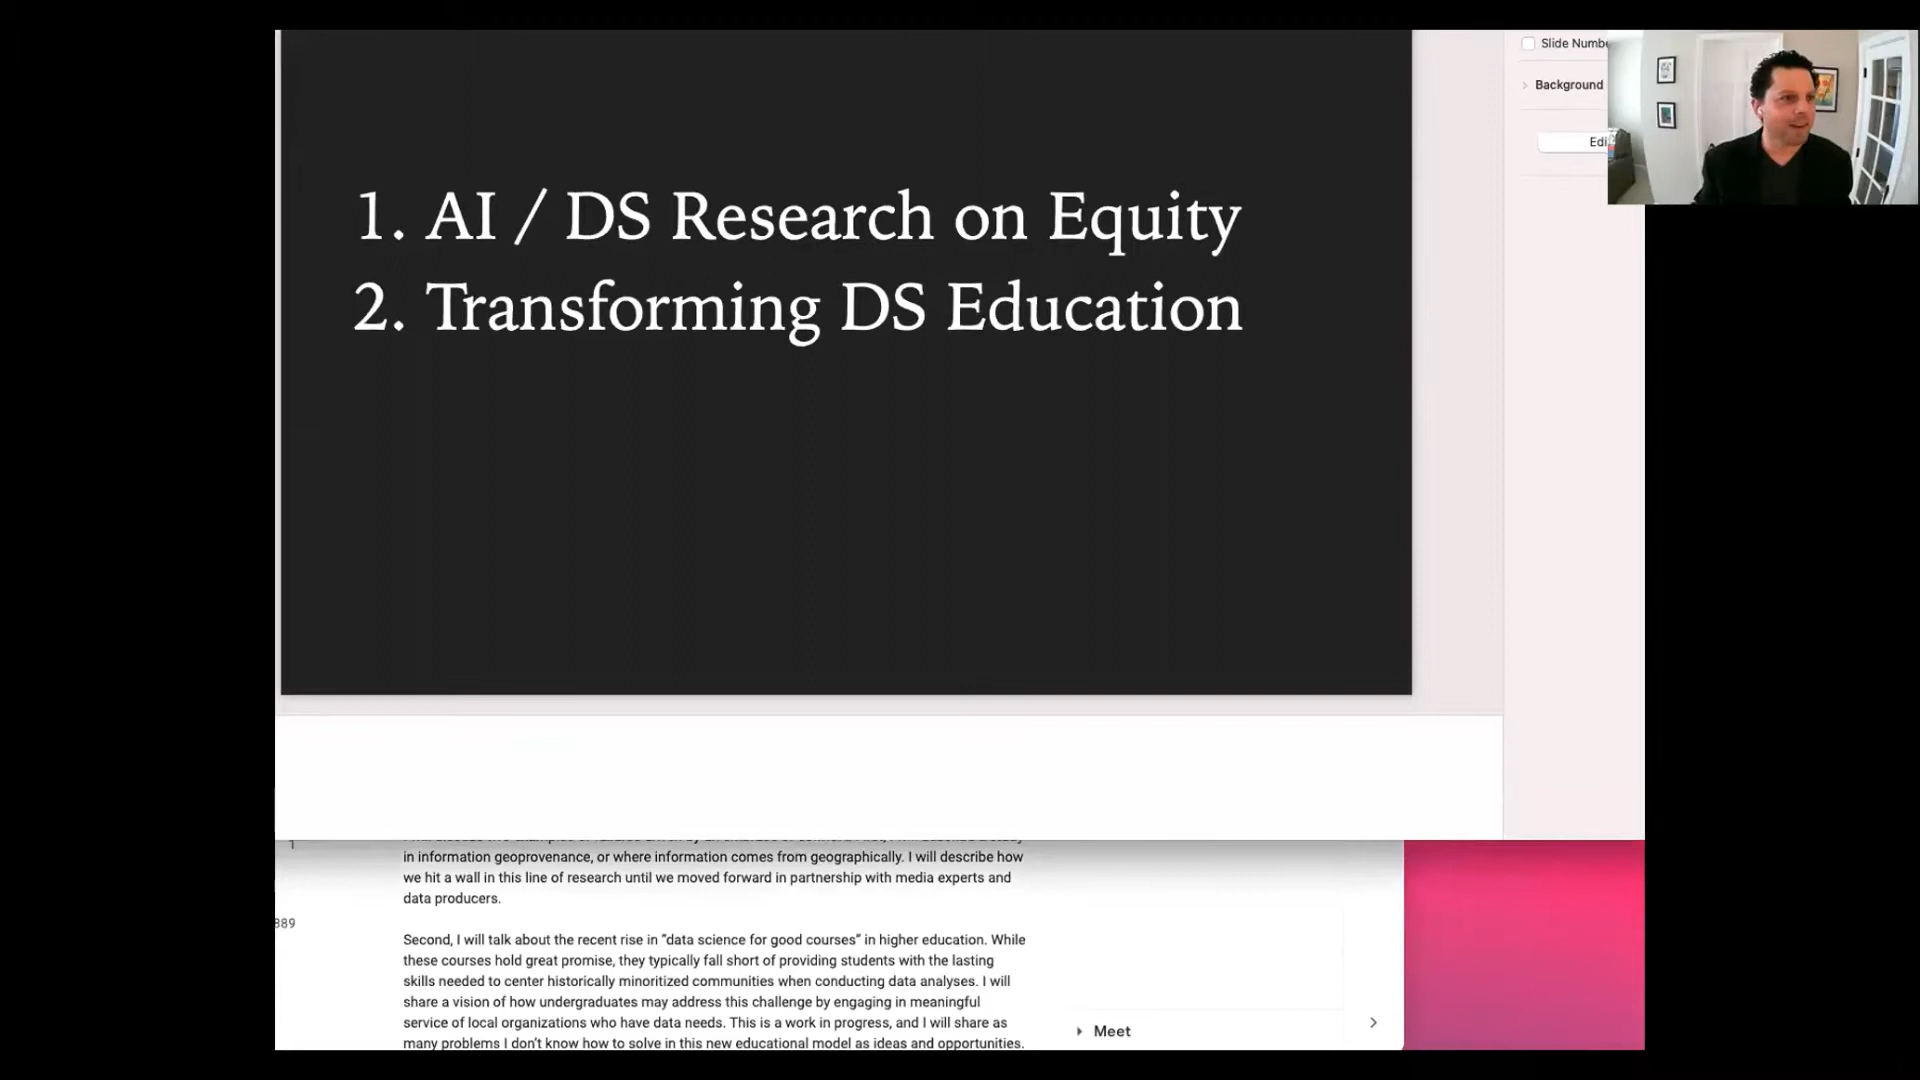 Slide Numbe
Background
Edi
1. AI / DS Research on Equity
2. Transforming DS Education
1
in information geoprovenance, or where information comes from geographically. I will describe how
we hit a wall in this line of research until we moved forward in partnership with media experts and
data producers.
889
Second, I will talk about the recent rise in "data science for good courses" in higher education. While
these courses hold great promise, they typically fall short of providing students with the lasting
skills needed to center historically minoritized communities when conducting data analyses. I will
share a vision of how undergraduates may address this challenge by engaging in meaningful
service of local organizations who have data needs. This is a work in progress, and I will share as
many problems I don't know how to solve in this new educational model as ideas and opportunities.
Meet